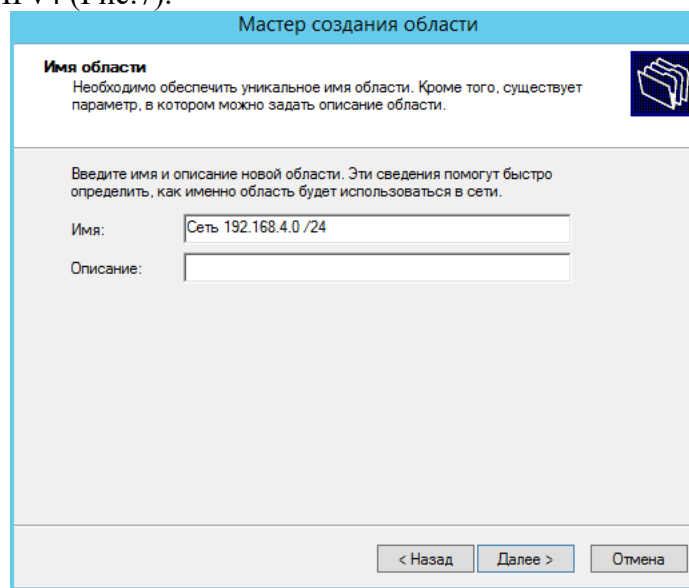 Мастер создания области
Имя области
Необходимо обеспечить уникальное имя области. Кроме того, существует
параметр, в котором можно задать описание области.
Введите имя и описание новой области. Эти сведения помогут быстро
определить, как именно область будет использоваться в сети.
Имя: Сеть 192.168.4.0 /24
Описание:
< Назад Далее > Отмена